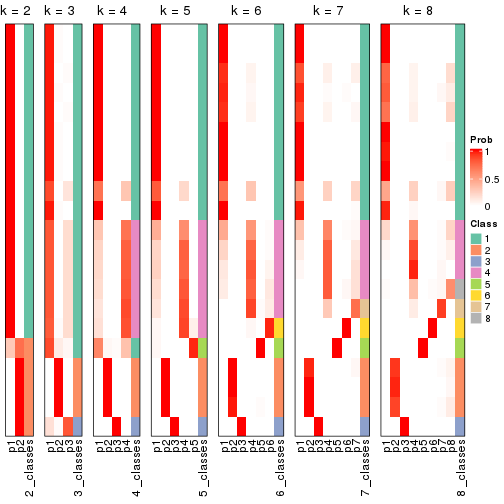 k = 2
k = 3
k = 4
k = 5
k = 6
k = 7
k = 8
Prob
1
0.5
0
Class
1
2
3
4
5
6
7
8
p1
p2
2_classes
p1
p2
p3
3_classes
p1
p2
p3
p4
4_classes
p1
p2
p3
p4
p5
5_classes
p1
p2
p3
p4
p5
p6
6_classes
p1
p2
p3
p4
p5
p6
p7
7_classes
p1
p2
p3
p4
p5
p6
p7
p8
8_classes